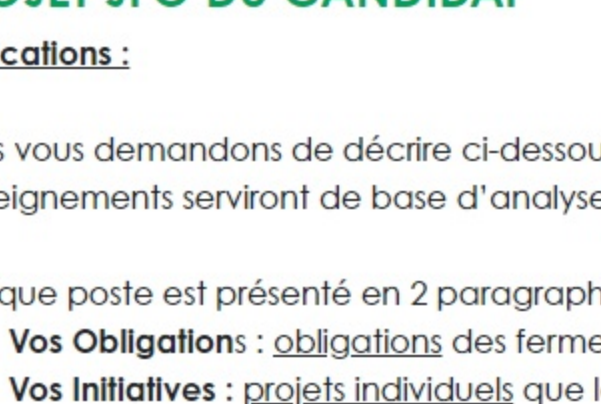 cations :
s vous demandons de décrire ci-dessou
eignements serviront de base d'analyse
que poste est présenté en 2 paragraph
Vos Obligations : obligations des ferme
Vos Initiatives : projets individuels que l